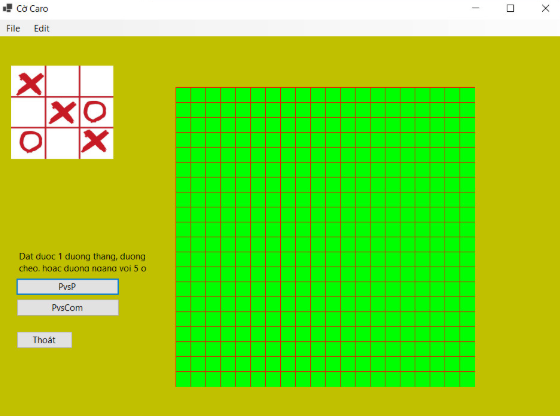 Cờ Caro
File Edit
Dat duoc 1 duong thang, duong
cheo, hoac duong ngang voi 5 o
PvsP
PvsCom
Thoát